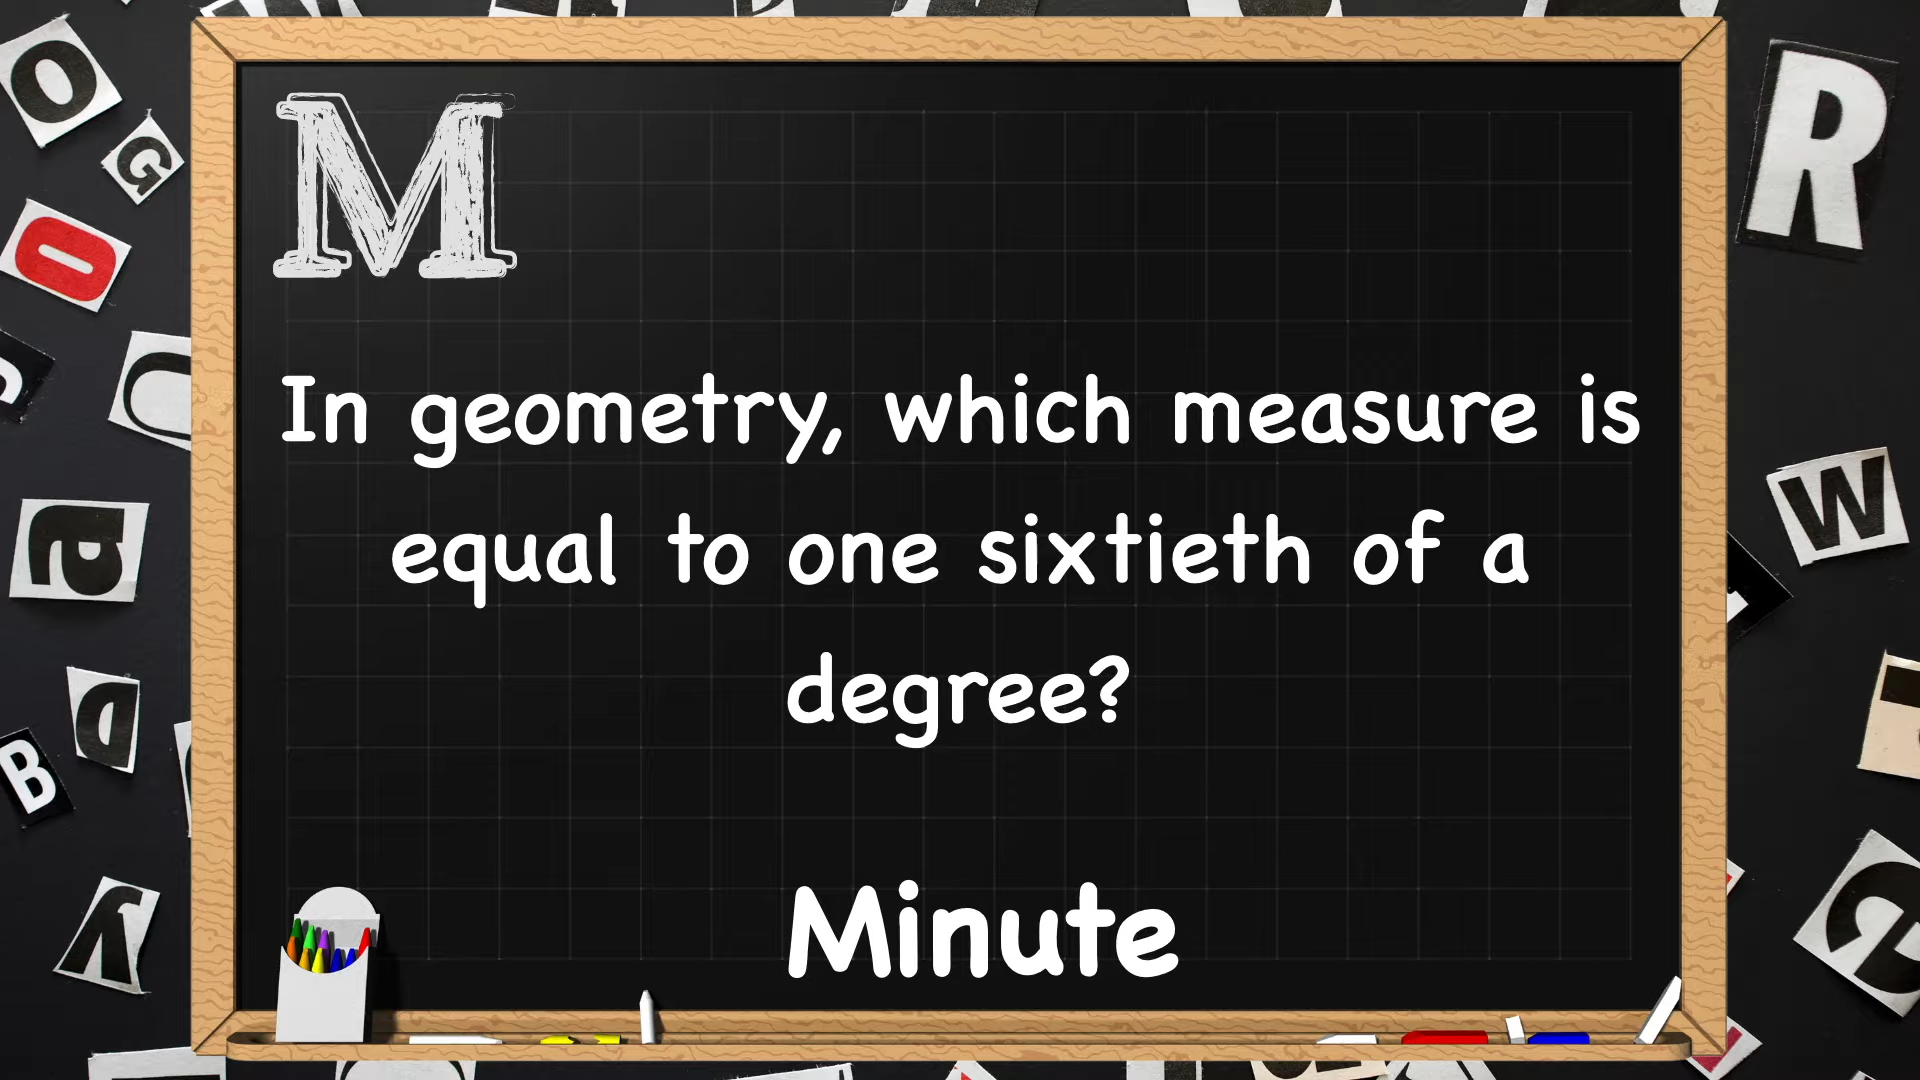 M
In geometry, which measure is
equal to one sixtieth of a
degree?
Minute
O
G
O
a
D
B
y
R
W
e